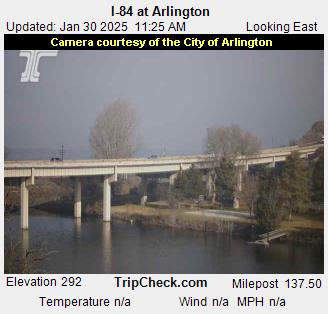 I-84 at Arlington
Updated: Jan 30 2025 11:25 AM Looking East
Camera courtesy of the City of Arlington
Elevation 292 TripCheck.com Milepost 137.50
Temperature n/a Wind n/a MPH n/a